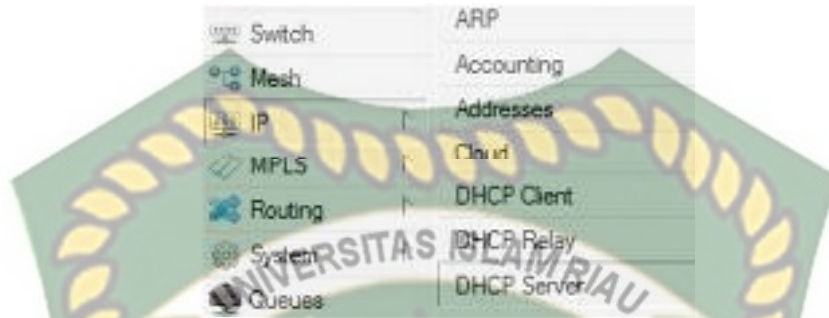 Switch
Mesh
IP
MPLS
Routing
System
Queues
ARP
Accounting
Addresses
Cloud
DHCP Client
DHCP Relay
DHCP Server
UNIVERSITAS ISLAM RIAU